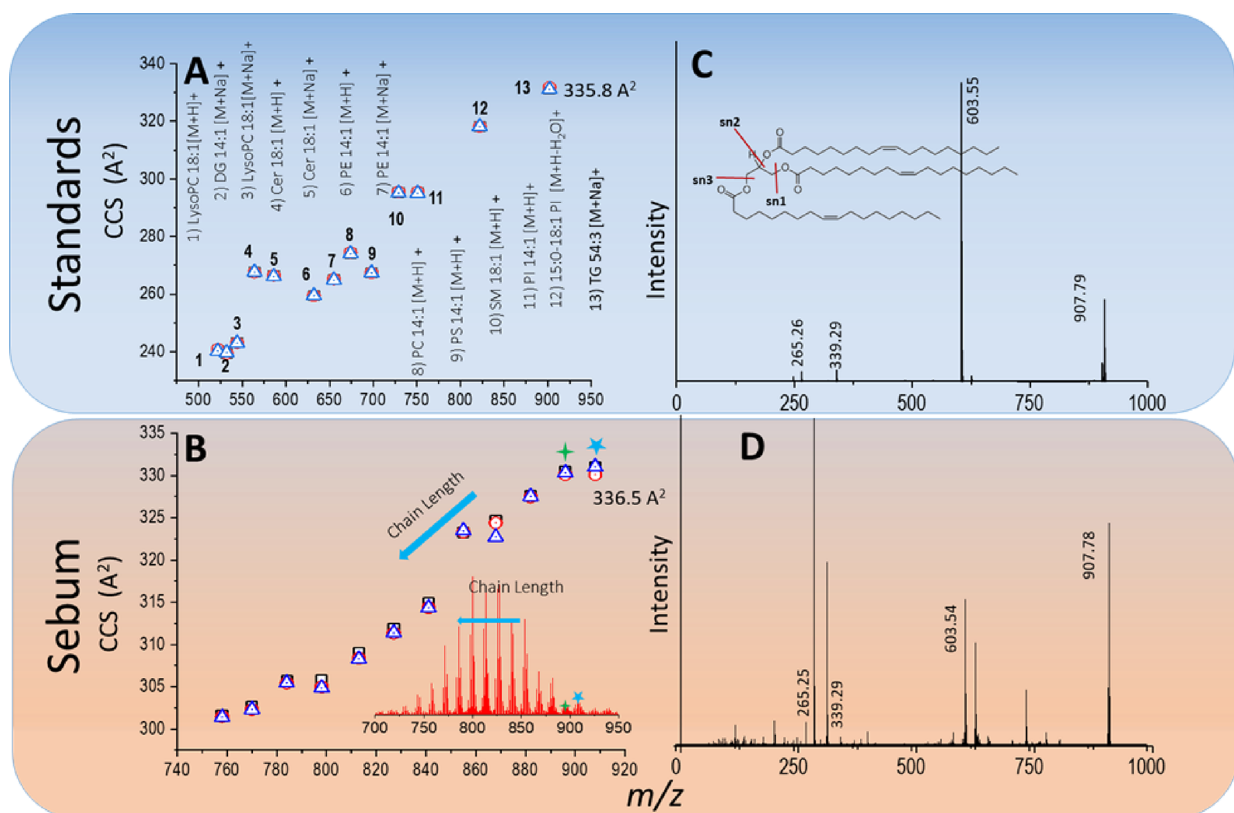 Standards
A
CCS (A²)
340
320
300
280
260
240
500 550 600 650 700 750 800 850 900 950
1) LysoPC 18:1[M+H]+
2) DG 14:1 [M+Na] +
3) LysoPC 18:1[M+Na]+
4) Cer 18:1 [M+H] +
5) Cer 18:1 [M+Na] +
6) PE 14:1 [M+H] +
7) PE 14:1 [M+Na] +
8) PC 14:1 [M+H] +
9) PS 14:1 [M+H] +
10) SM 18:1 [M+H] +
11) PI 14:1 [M+H]+
12) 15:0-18:1 PI [M+H-H₂O]+
13) TG 54:3 [M+Na]+
1
2
3
4
5
6
7
8
9
10
11
12
13
335.8 A²
C
Intensity
sn2
H
O
O
O
O
O
O
sn3
sn1
265.26
339.29
603.55
907.79
0 250 500 750 1000
Sebum
B
CCS (A²)
335
330
325
320
315
310
305
300
740 760 780 800 820 840 860 880 900 920
Chain Length
336.5 A²
Chain Length
700 750 800 850 900 950
D
Intensity
265.25
339.29
603.54
907.78
0 250 500 750 1000
m/z